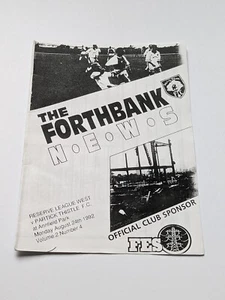 THE
FORTHBANK
N•E•W•S
RESERVE LEAGUE WEST
v PARTICK THISTLE F.C.
at Annfield Park
Monday August 24th 1992
Volume 2 Number 4
OFFICIAL CLUB SPONSOR
FES